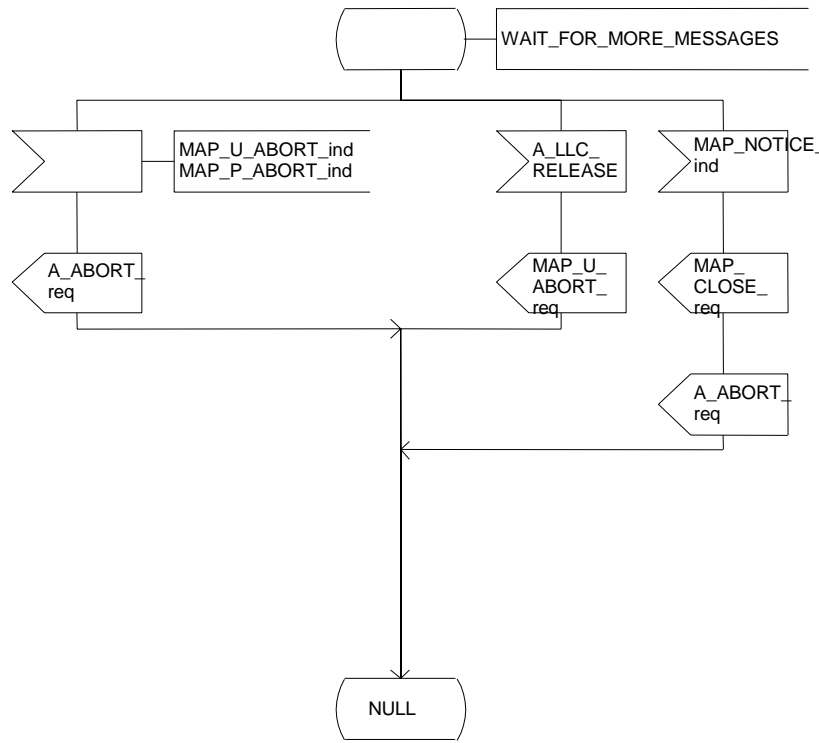 WAIT_FOR_MORE_MESSAGES
MAP_U_ABORT_ind
MAP_P_ABORT_ind
A_LLC_
RELEASE
MAP_NOTICE_
ind
A_ABORT_
req
MAP_U_
ABORT_
req
MAP_
CLOSE_
req
A_ABORT_
req
NULL